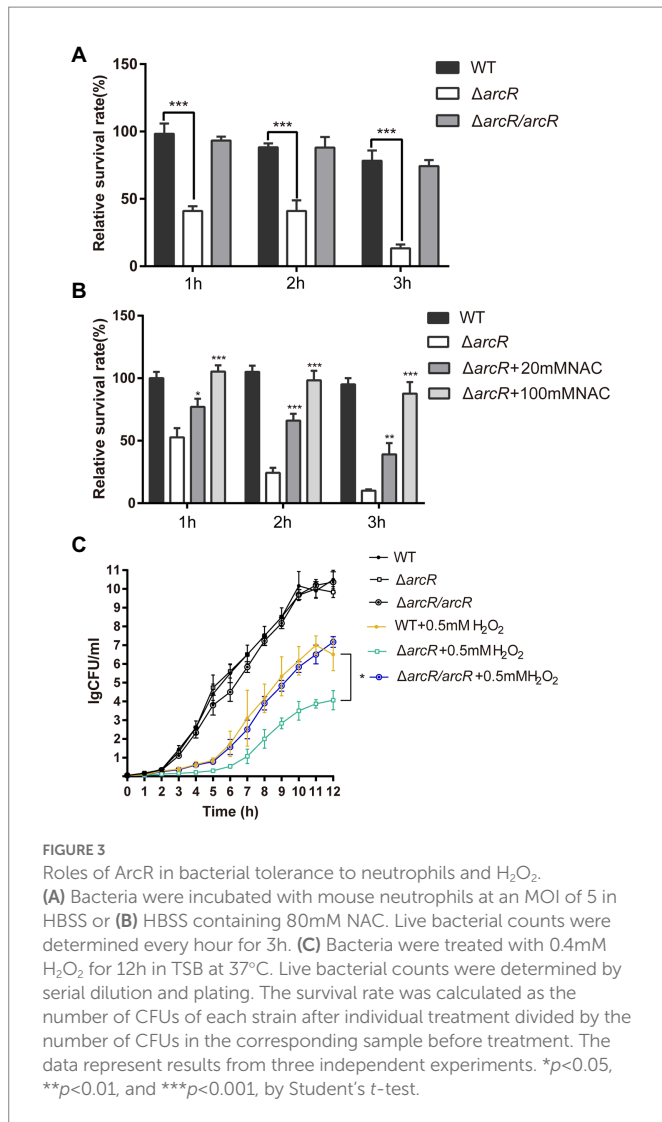 A
Relative survival rate(%)
150
100
50
0
1h 2h 3h
*** *** ***
WT
ΔarcR
ΔarcR/arcR
B
Relative survival rate(%)
150
100
50
0
1h 2h 3h
* *** *** *** ** ***
WT
ΔarcR
ΔarcR+20mMNAC
ΔarcR+100mMNAC
C
lgCFU/ml
11
10
9
8
7
6
5
4
3
2
1
0 1 2 3 4 5 6 7 8 9 10 11 12
Time (h)
WT
ΔarcR
ΔarcR/arcR
WT+0.5mM H₂O₂
ΔarcR+0.5mMH₂O₂
* ΔarcR/arcR+0.5mMH₂O₂
FIGURE 3
Roles of ArcR in bacterial tolerance to neutrophils and H₂O₂.
(A) Bacteria were incubated with mouse neutrophils at an MOI of 5 in
HBSS or (B) HBSS containing 80mM NAC. Live bacterial counts were
determined every hour for 3h. (C) Bacteria were treated with 0.4mM
H₂O₂ for 12h in TSB at 37°C. Live bacterial counts were determined by
serial dilution and plating. The survival rate was calculated as the
number of CFUs of each strain after individual treatment divided by the
number of CFUs in the corresponding sample before treatment. The
data represent results from three independent experiments. *p<0.05,
**p<0.01, and ***p<0.001, by Student's t-test.